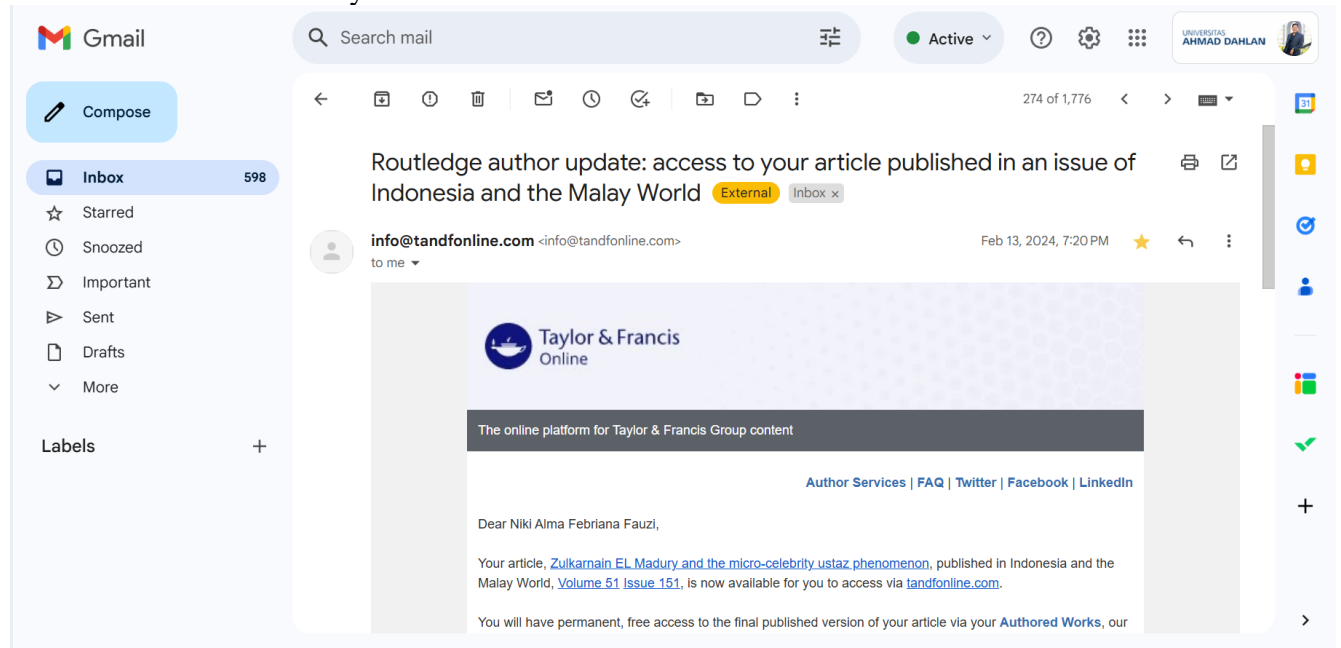 Gmail
Search mail
Active
UNIVERSITAS
AHMAD DAHLAN
Compose
274 of 1,776
31
Inbox 598
Starred
Snoozed
Important
Sent
Drafts
More
Labels
Routledge author update: access to your article published in an issue of
Indonesia and the Malay World External Inbox x
info@tandfonline.com <info@tandfonline.com> Feb 13, 2024, 7:20 PM
to me
Taylor & Francis
Online
The online platform for Taylor & Francis Group content
Author Services | FAQ | Twitter | Facebook | LinkedIn
Dear Niki Alma Febriana Fauzi,
Your article, Zulkarnain EL Madury and the micro-celebrity ustaz phenomenon, published in Indonesia and the
Malay World, Volume 51 Issue 151, is now available for you to access via tandfonline.com.
You will have permanent, free access to the final published version of your article via your Authored Works, our